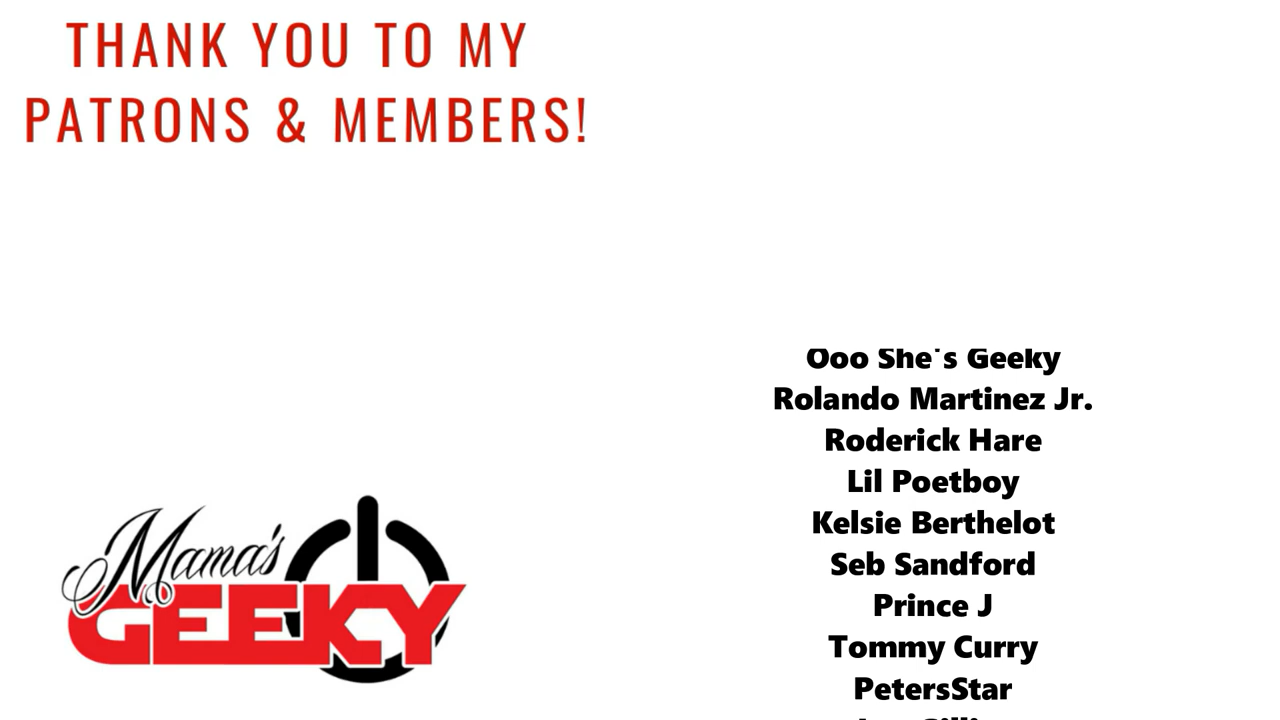 THANK YOU TO MY
PATRONS & MEMBERS!
Ooo She's Geeky
Rolando Martinez Jr.
Roderick Hare
Lil Poetboy
Kelsie Berthelot
Seb Sandford
Prince J
Tommy Curry
PetersStar
Mama's
GEEKY